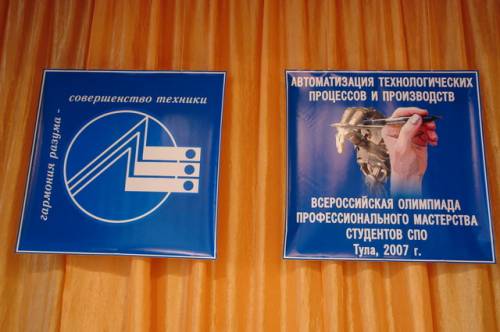 гармония разума -
совершенство техники
АВТОМАТИЗАЦИЯ ТЕХНОЛОГИЧЕСКИХ
ПРОЦЕССОВ И ПРОИЗВОДСТВ
ВСЕРОССИЙСКАЯ ОЛИМПИАДА
ПРОФЕССИОНАЛЬНОГО МАСТЕРСТВА
СТУДЕНТОВ СПО
Тула, 2007 г.